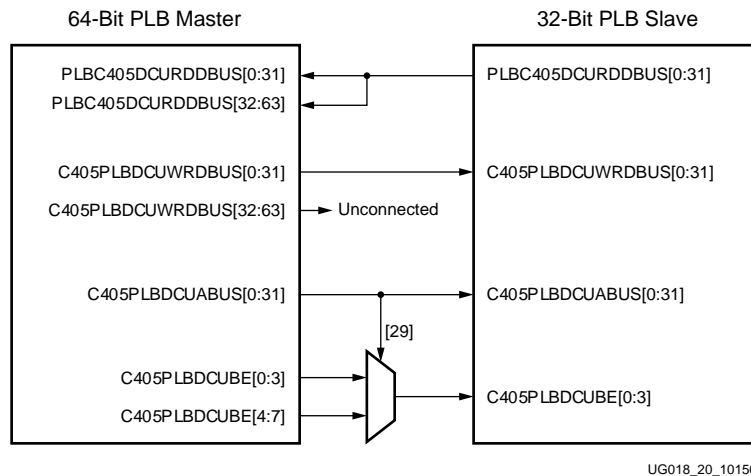 64-Bit PLB Master
32-Bit PLB Slave
PLBC405DCURDDBUS[0:31]
PLBC405DCURDDBUS[0:31]
PLBC405DCURDDBUS[32:63]
C405PLBDCUWRDBUS[0:31]
C405PLBDCUWRDBUS[0:31]
C405PLBDCUWRDBUS[32:63]
Unconnected
C405PLBDCUABUS[0:31]
C405PLBDCUABUS[0:31]
[29]
C405PLBDCUBE[0:3]
C405PLBDCUBE[0:3]
C405PLBDCUBE[4:7]